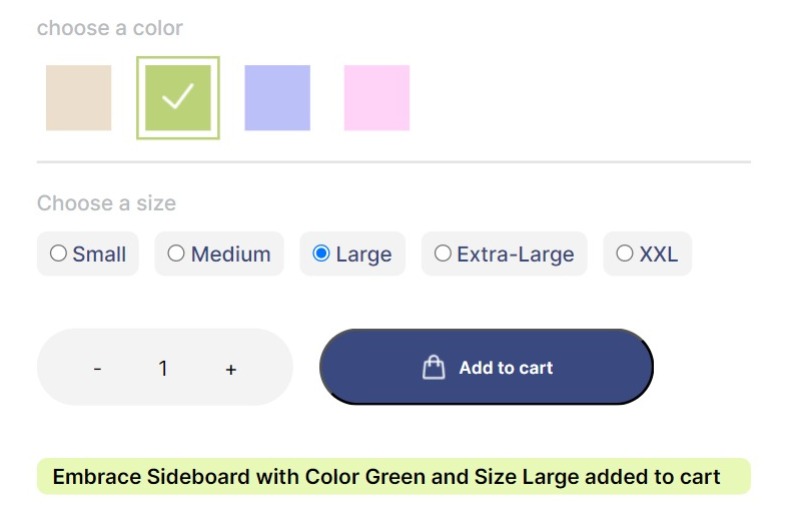 choose a color
Choose a size
Small Medium Large Extra-Large XXL
- 1 + Add to cart
Embrace Sideboard with Color Green and Size Large added to cart